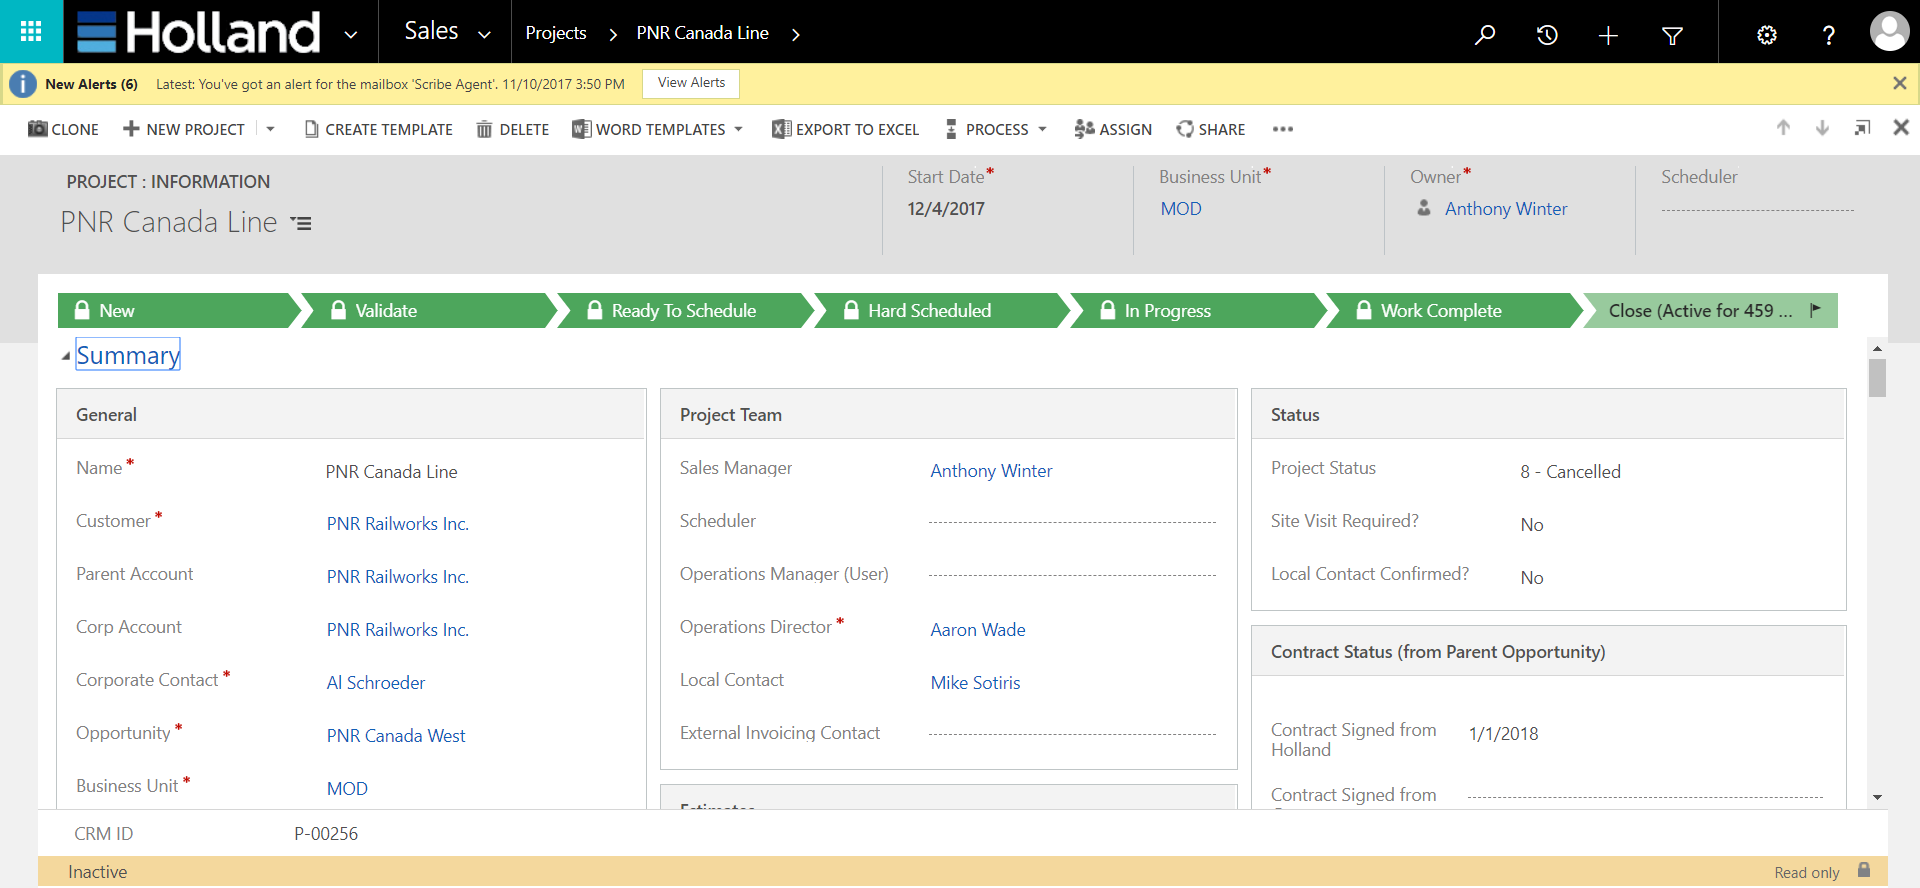 Holland
Sales
Projects
PNR Canada Line
New Alerts (6) Latest: You've got an alert for the mailbox 'Scribe Agent'. 11/10/2017 3:50 PM View Alerts
CLONE NEW PROJECT CREATE TEMPLATE DELETE WORD TEMPLATES EXPORT TO EXCEL PROCESS ASSIGN SHARE
PROJECT : INFORMATION
PNR Canada Line
Start Date*
12/4/2017
Business Unit*
MOD
Owner*
Anthony Winter
Scheduler
New Validate Ready To Schedule Hard Scheduled In Progress Work Complete Close (Active for 459 ...
Summary
General
Name* PNR Canada Line
Customer* PNR Railworks Inc.
Parent Account PNR Railworks Inc.
Corp Account PNR Railworks Inc.
Corporate Contact* Al Schroeder
Opportunity* PNR Canada West
Business Unit* MOD
Project Team
Sales Manager Anthony Winter
Scheduler
Operations Manager (User)
Operations Director* Aaron Wade
Local Contact Mike Sotiris
External Invoicing Contact
Estimates
Status
Project Status 8 - Cancelled
Site Visit Required? No
Local Contact Confirmed? No
Contract Status (from Parent Opportunity)
Contract Signed from 1/1/2018
Holland
Contract Signed from
CRM ID P-00256
Inactive
Read only